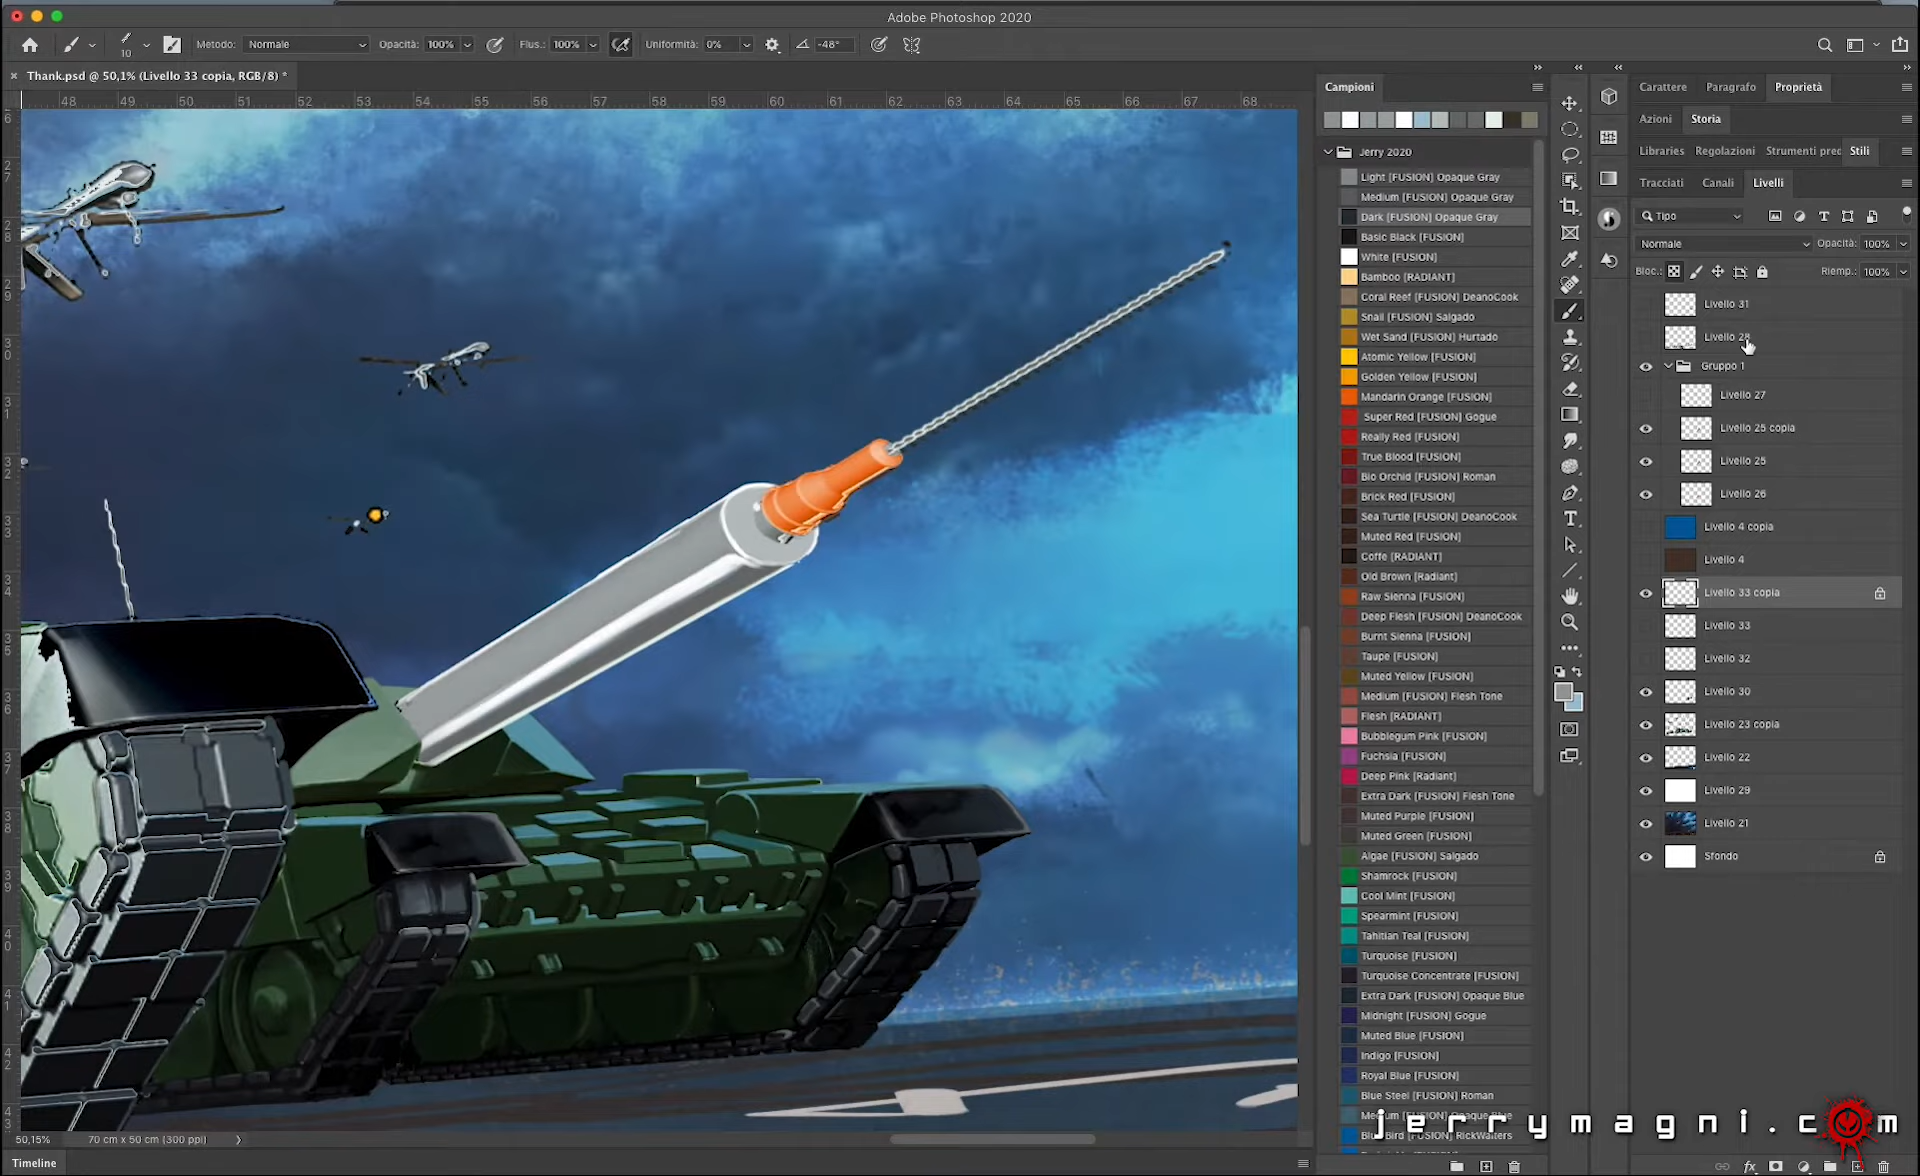 Adobe Photoshop 2020
10 Metodo: Normale Opacità: 100% Flus.: 100% Uniformità: 0% -48°
Thank.psd @ 50,1% (Livello 33 copia, RGB/8) *
48 49 50 51 52 53 54 55 56 57 58 59 60 61 62 63 64 65 66 67 68
Campioni
Jerry 2020
Light [FUSION] Opaque Gray
Medium [FUSION] Opaque Gray
Dark [FUSION] Opaque Gray
Basic Black [FUSION]
White [FUSION]
Bamboo [RADIANT]
Coral Reef [FUSION] DeanoCook
Snail [FUSION] Salgado
Wet Sand [FUSION] Hurtado
Atomic Yellow [FUSION]
Golden Yellow [FUSION]
Mandarin Orange [FUSION]
Super Red [FUSION] Gogue
Really Red [FUSION]
True Blood [FUSION]
Bio Orchid [FUSION] Roman
Brick Red [FUSION]
Sea Turtle [FUSION] DeanoCook
Muted Red [FUSION]
Coffe [RADIANT]
Old Brown [Radiant]
Raw Sienna [FUSION]
Deep Flesh [FUSION] DeanoCook
Burnt Sienna [FUSION]
Taupe [FUSION]
Muted Yellow [FUSION]
Medium [FUSION] Flesh Tone
Flesh [RADIANT]
Bubblegum Pink [FUSION]
Fuchsia [FUSION]
Deep Pink [Radiant]
Extra Dark [FUSION] Flesh Tone
Muted Purple [FUSION]
Muted Green [FUSION]
Algae [FUSION] Salgado
Shamrock [FUSION]
Cool Mint [FUSION]
Spearmint [FUSION]
Tahitian Teal [FUSION]
Turquoise [FUSION]
Turquoise Concentrate [FUSION]
Extra Dark [FUSION] Opaque Blue
Midnight [FUSION] Gogue
Muted Blue [FUSION]
Indigo [FUSION]
Royal Blue [FUSION]
Blue Steel [FUSION] Roman
Medium [FUSION] Opaque Blue
Blue Bird [FUSION] RickWalters
Carattere Paragrafo Proprietà
Azioni Storia
Libraries Regolazioni Strumenti prec Stili
Tracciati Canali Livelli
Tipo
Normale Opacità: 100%
Bloc.: Riemp.: 100%
Livello 31
Livello 28
Gruppo 1
Livello 27
Livello 25 copia
Livello 25
Livello 26
Livello 4 copia
Livello 4
Livello 33 copia
Livello 33
Livello 32
Livello 30
Livello 23 copia
Livello 22
Livello 29
Livello 21
Sfondo
jerrymagni.com
50,15% 70 cm x 50 cm (300 ppi)
Timeline